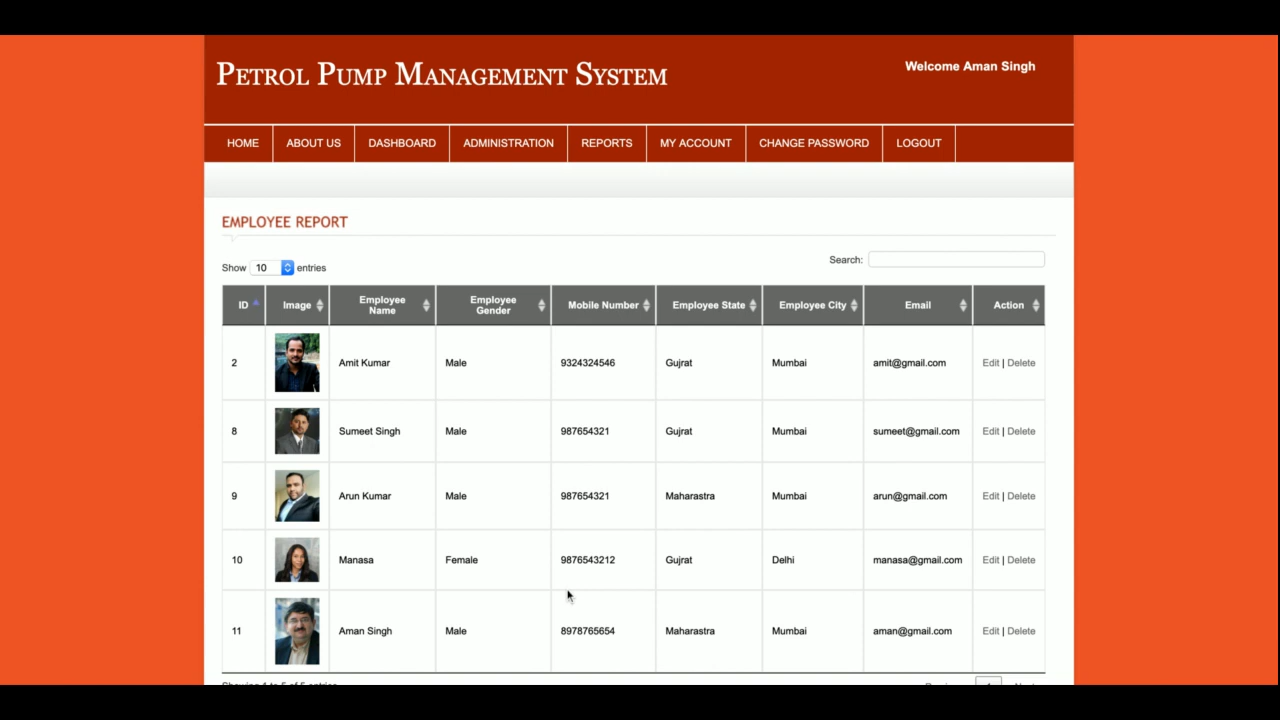 PETROL PUMP MANAGEMENT SYSTEM
Welcome Aman Singh
HOME ABOUT US DASHBOARD ADMINISTRATION REPORTS MY ACCOUNT CHANGE PASSWORD LOGOUT
EMPLOYEE REPORT
Show 10 entries
Search:
ID Image Employee Name Employee Gender Mobile Number Employee State Employee City Email Action
2 Amit Kumar Male 9324324546 Gujrat Mumbai amit@gmail.com Edit | Delete
8 Sumeet Singh Male 987654321 Gujrat Mumbai sumeet@gmail.com Edit | Delete
9 Arun Kumar Male 987654321 Maharastra Mumbai arun@gmail.com Edit | Delete
10 Manasa Female 9876543212 Gujrat Delhi manasa@gmail.com Edit | Delete
11 Aman Singh Male 8978765654 Maharastra Mumbai aman@gmail.com Edit | Delete